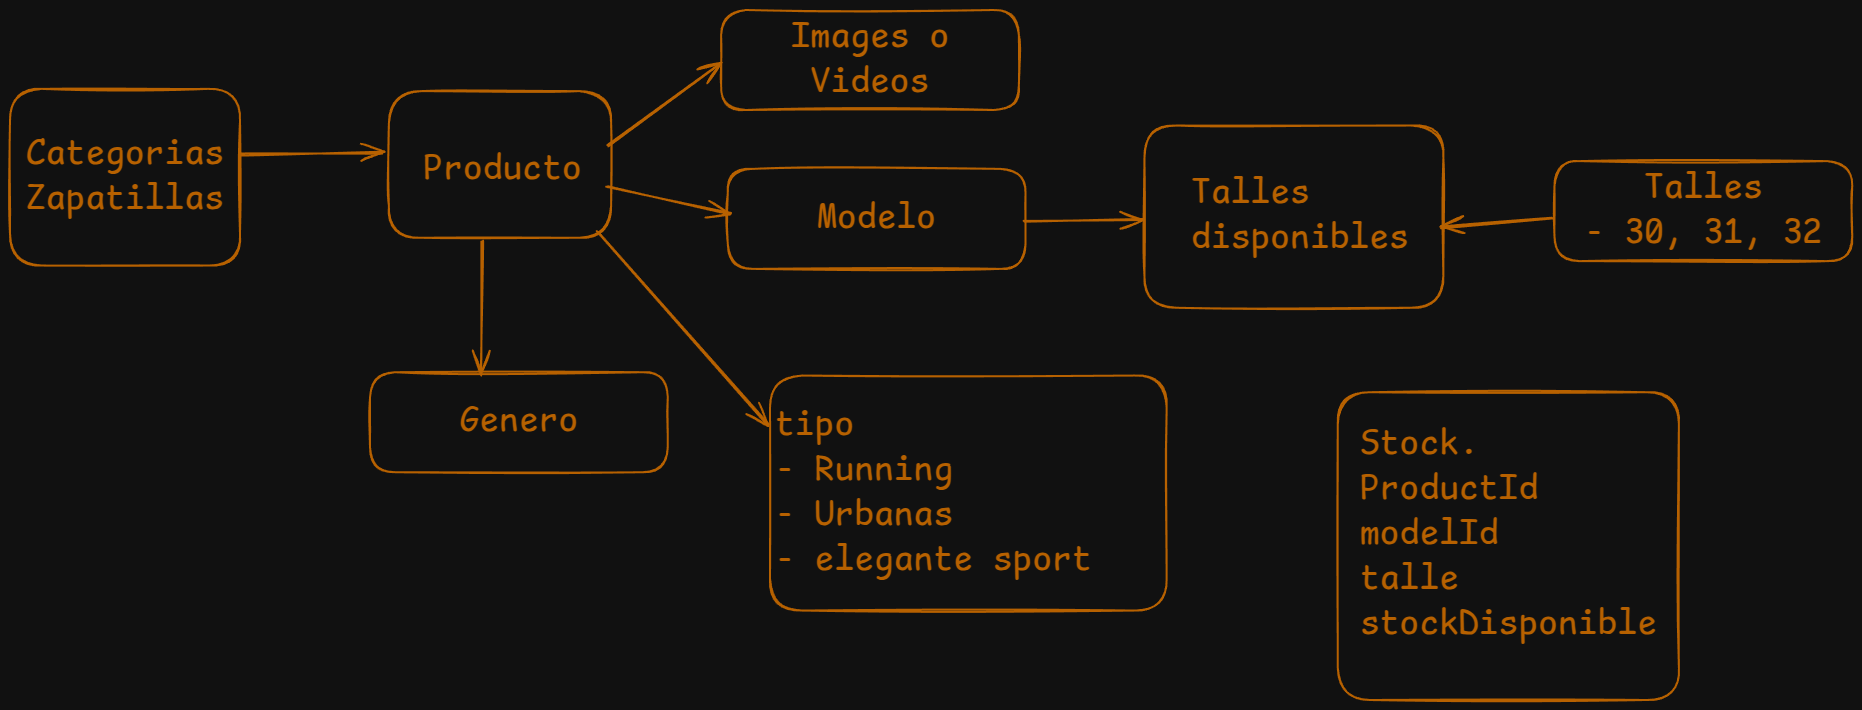 Categorias
Zapatillas
Producto
Images o
Videos
Modelo
Talles
disponibles
Talles
- 30, 31, 32
Genero
tipo
- Running
- Urbanas
- elegante sport
Stock.
ProductId
modelId
talle
stockDisponible